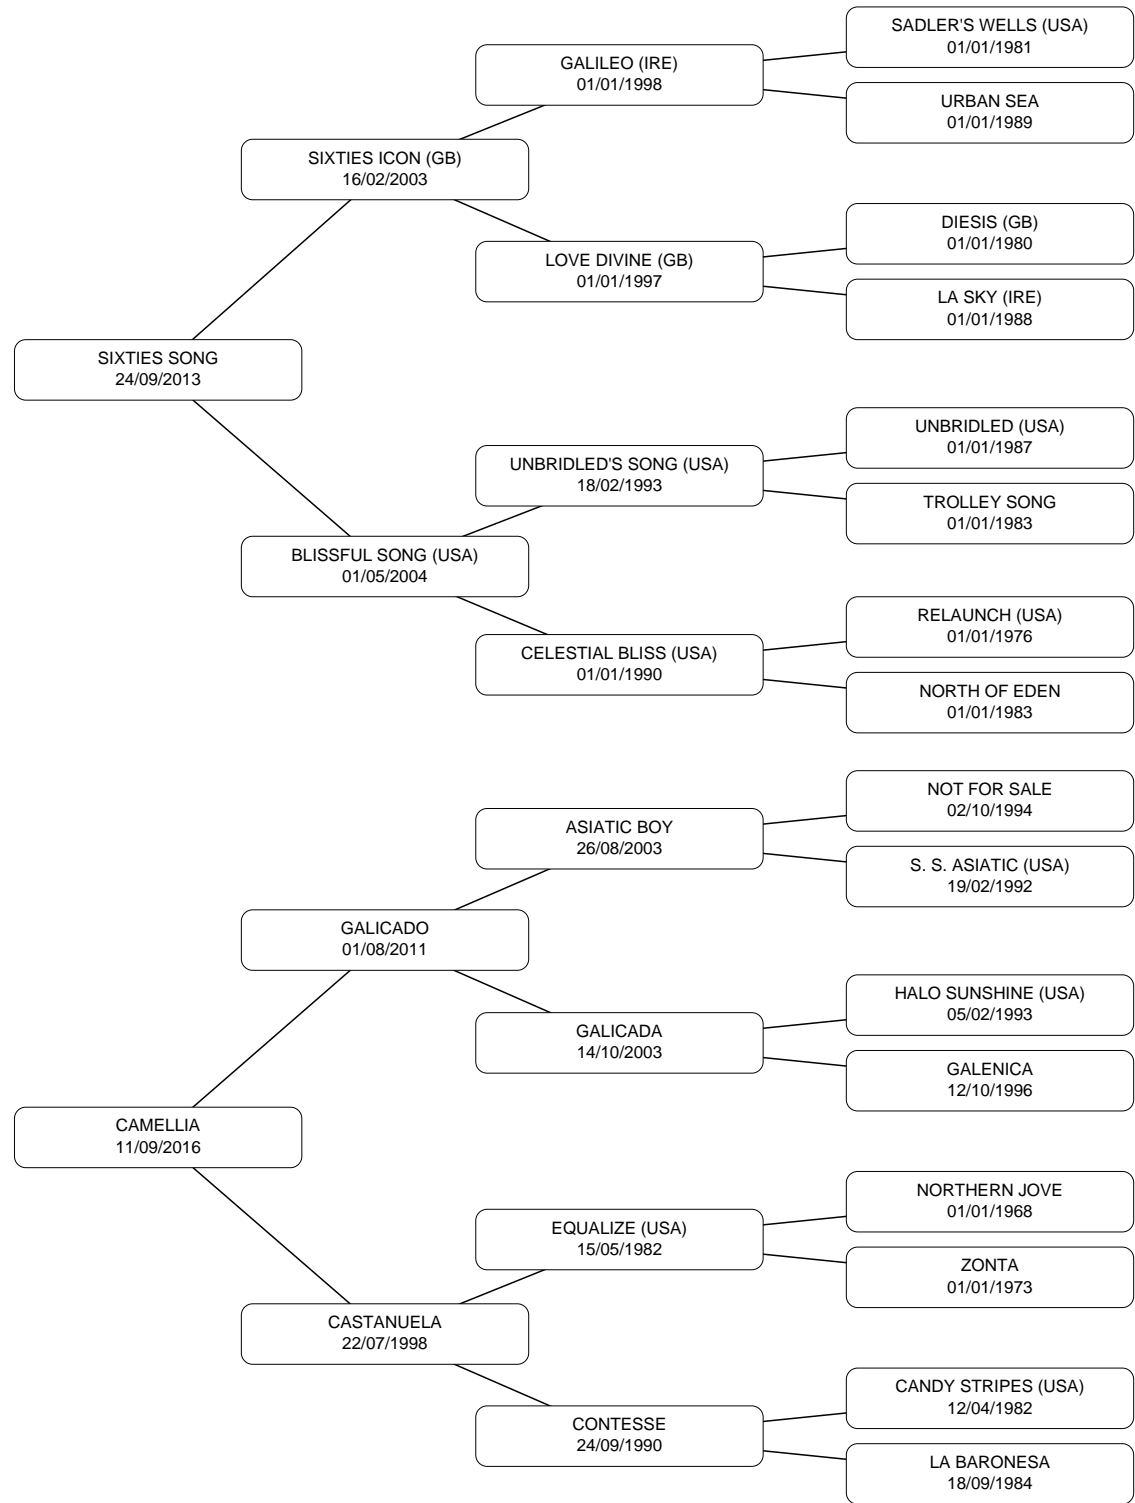 SADLER'S WELLS (USA)
01/01/1981
GALILEO (IRE)
01/01/1998
URBAN SEA
01/01/1989
SIXTIES ICON (GB)
16/02/2003
DIESIS (GB)
01/01/1980
LOVE DIVINE (GB)
01/01/1997
LA SKY (IRE)
01/01/1988
SIXTIES SONG
24/09/2013
UNBRIDLED (USA)
01/01/1987
UNBRIDLED'S SONG (USA)
18/02/1993
TROLLEY SONG
01/01/1983
BLISSFUL SONG (USA)
01/05/2004
RELAUNCH (USA)
01/01/1976
CELESTIAL BLISS (USA)
01/01/1990
NORTH OF EDEN
01/01/1983
NOT FOR SALE
02/10/1994
ASIATIC BOY
26/08/2003
S. S. ASIATIC (USA)
19/02/1992
GALICADO
01/08/2011
HALO SUNSHINE (USA)
05/02/1993
GALICADA
14/10/2003
GALENICA
12/10/1996
CAMELLIA
11/09/2016
NORTHERN JOVE
01/01/1968
EQUALIZE (USA)
15/05/1982
ZONTA
01/01/1973
CASTANUELA
22/07/1998
CANDY STRIPES (USA)
12/04/1982
CONTESSE
24/09/1990
LA BARONESA
18/09/1984